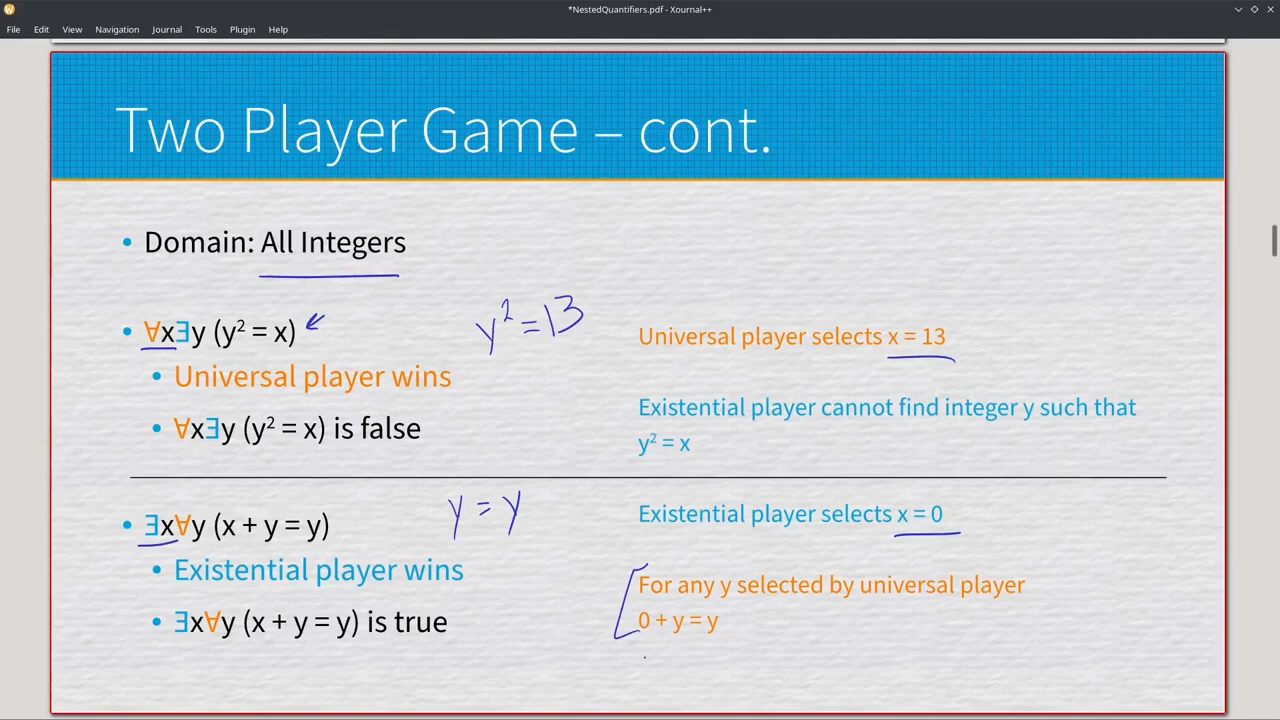 *NestedQuantifiers.pdf - Xournal++
File Edit View Navigation Journal Tools Plugin Help
Two Player Game – cont.
• Domain: All Integers
• ∀x∃y (y² = x)
y² = 13
Universal player selects x = 13
• Universal player wins
Existential player cannot find integer y such that
y² = x
• ∀x∃y (y² = x) is false
• ∃x∀y (x + y = y)
y = y
Existential player selects x = 0
• Existential player wins
For any y selected by universal player
0 + y = y
• ∃x∀y (x + y = y) is true